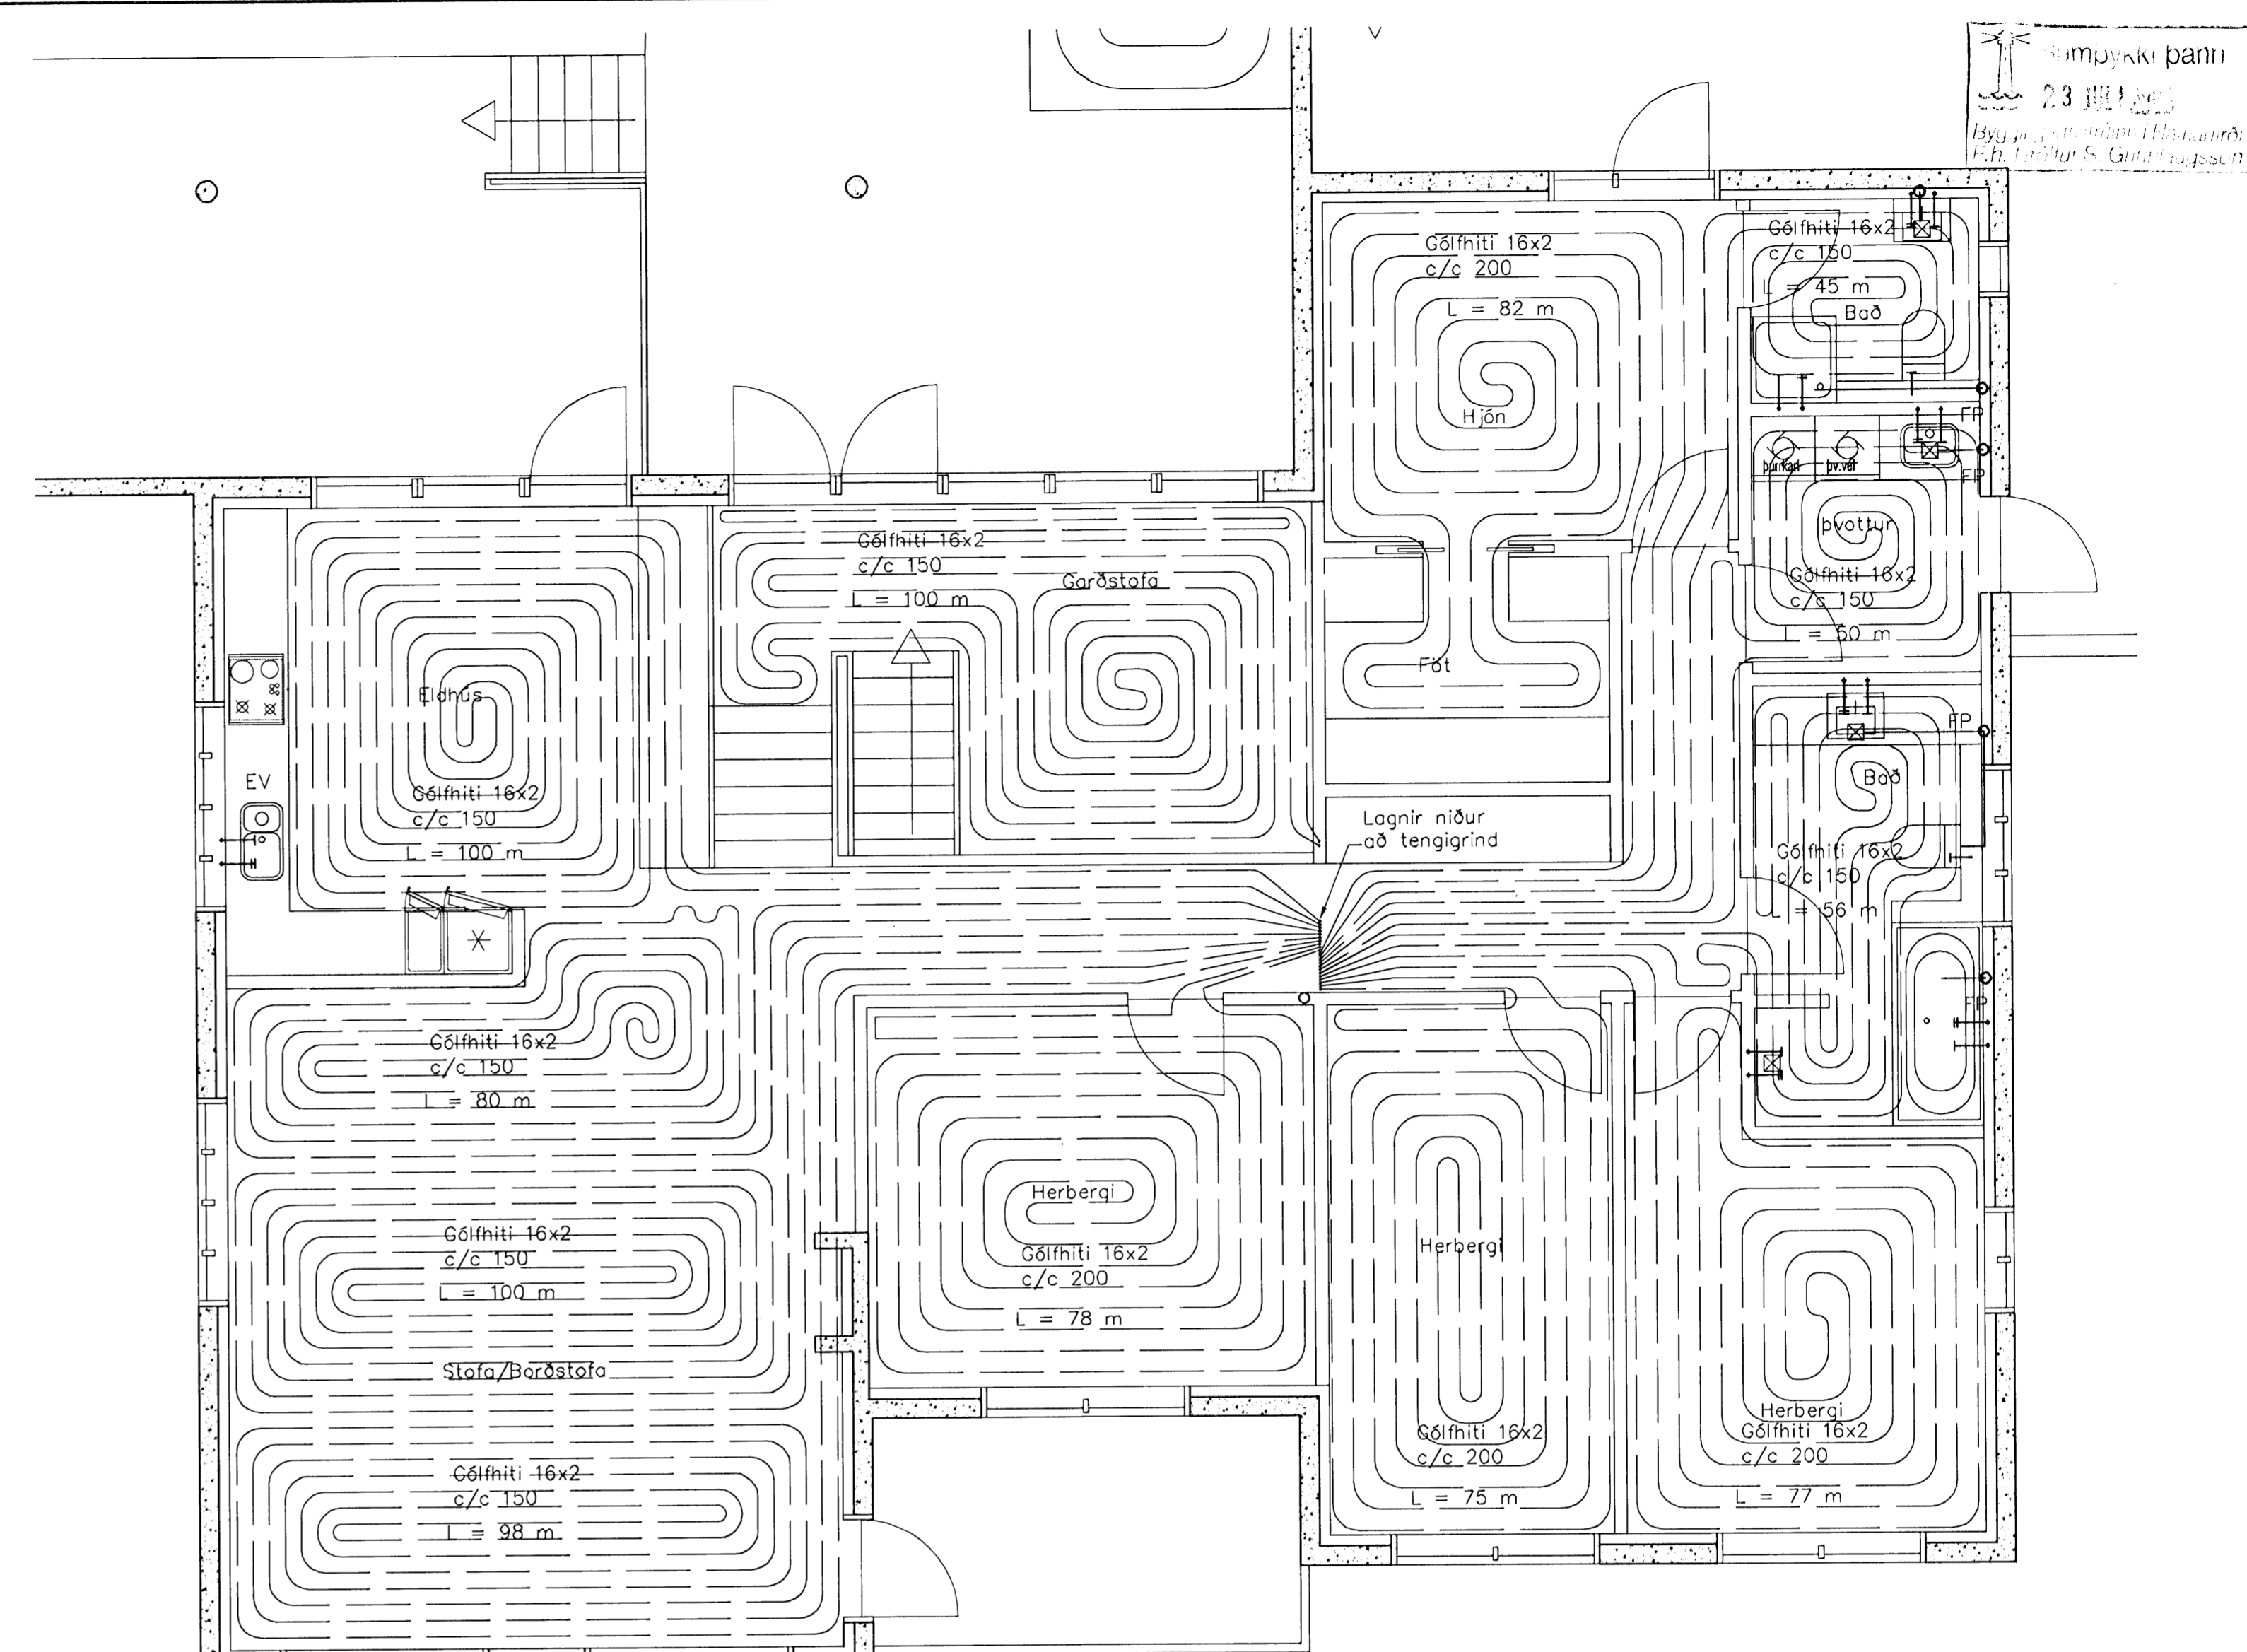 þann
23 JÚLÍ
Gólfhiti 16x2
c/c 200
L = 82 m
Hjón
Gólfhiti 16x2
c/c 150
L = 45 m
Bað
FP
FP
þurrkari
þv.vél
þvottur
Gólfhiti 16x2
c/c 150
L = 50 m
Gólfhiti 16x2
c/c 150
L = 100 m
Garðstofa
Eldhús
EV
Gólfhiti 16x2
c/c 150
L = 100 m
Föt
Lagnir niður
að tengigrind
FP
Bað
Gólfhiti 16x2
c/c 150
L = 56 m
FP
Gólfhiti 16x2
c/c 150
L = 80 m
Gólfhiti 16x2
c/c 150
L = 100 m
Stofa/Borðstofa
Gólfhiti 16x2
c/c 150
L = 98 m
Herbergi
Gólfhiti 16x2
c/c 200
L = 78 m
Herbergi
Gólfhiti 16x2
c/c 200
L = 75 m
Herbergi
Gólfhiti 16x2
c/c 200
L = 77 m